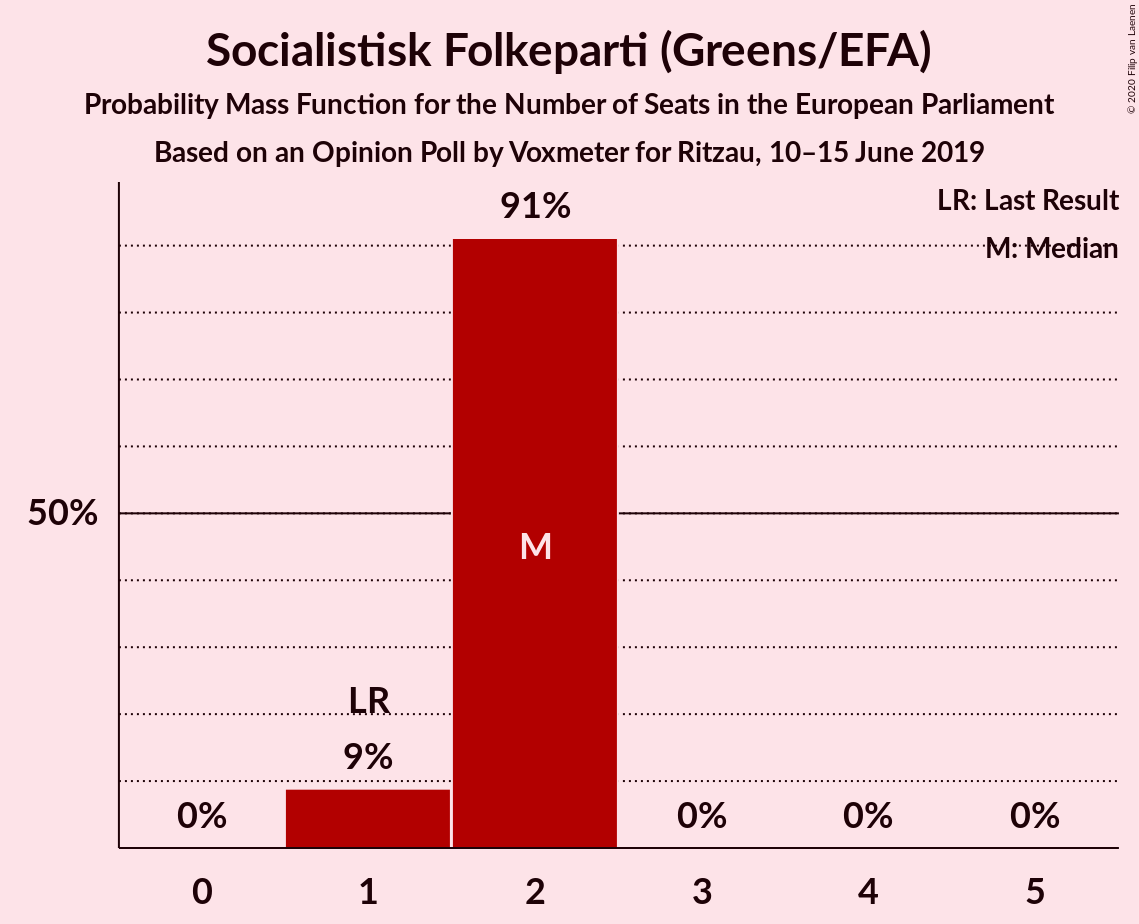 Socialistisk Folkeparti (Greens/EFA)
Probability Mass Function for the Number of Seats in the European Parliament
Based on an Opinion Poll by Voxmeter for Ritzau, 10–15 June 2019
© 2020 Filip van Laenen
LR: Last Result
M: Median
91%
50%
M
LR
9%
0%
0%
0%
0%
0
1
2
3
4
5